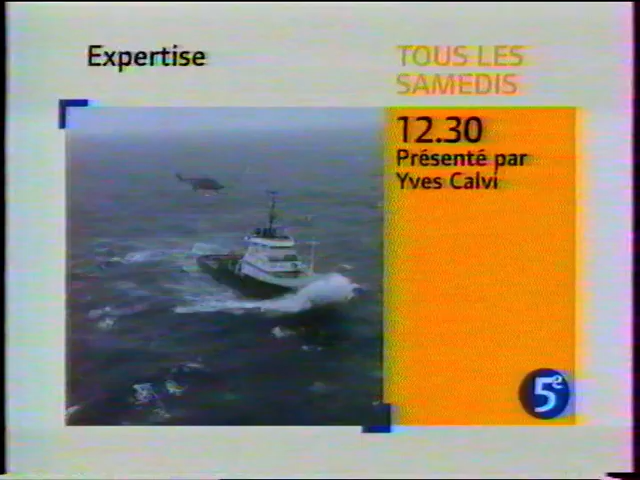 Expertise
TOUS LES
SAMEDIS
12.30
Présenté par
Yves Calvi
5e